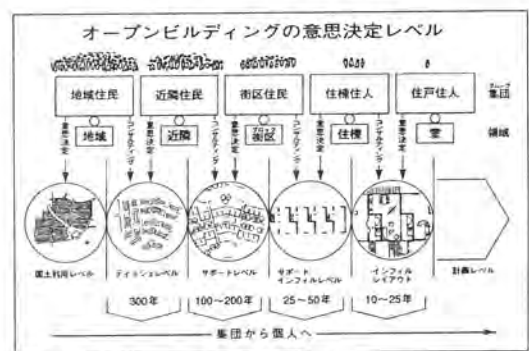 オープンビルディングの意思決定レベル
地域住民 近隣住民 街区住民 住棟住人 住戸住人 グループ 集団
意思決定 地域 コンサルティング 意思決定 近隣 コンサルティング 意思決定 ブロック 街区 コンサルティング 意思決定 住棟 コンサルティング 意思決定 室 領域
国土利用レベル ティッシュレベル サポートレベル サポート インフィルレベル インフィル レイアウト 計画レベル
300年 100~200年 25~50年 10~25年
集団から個人へ